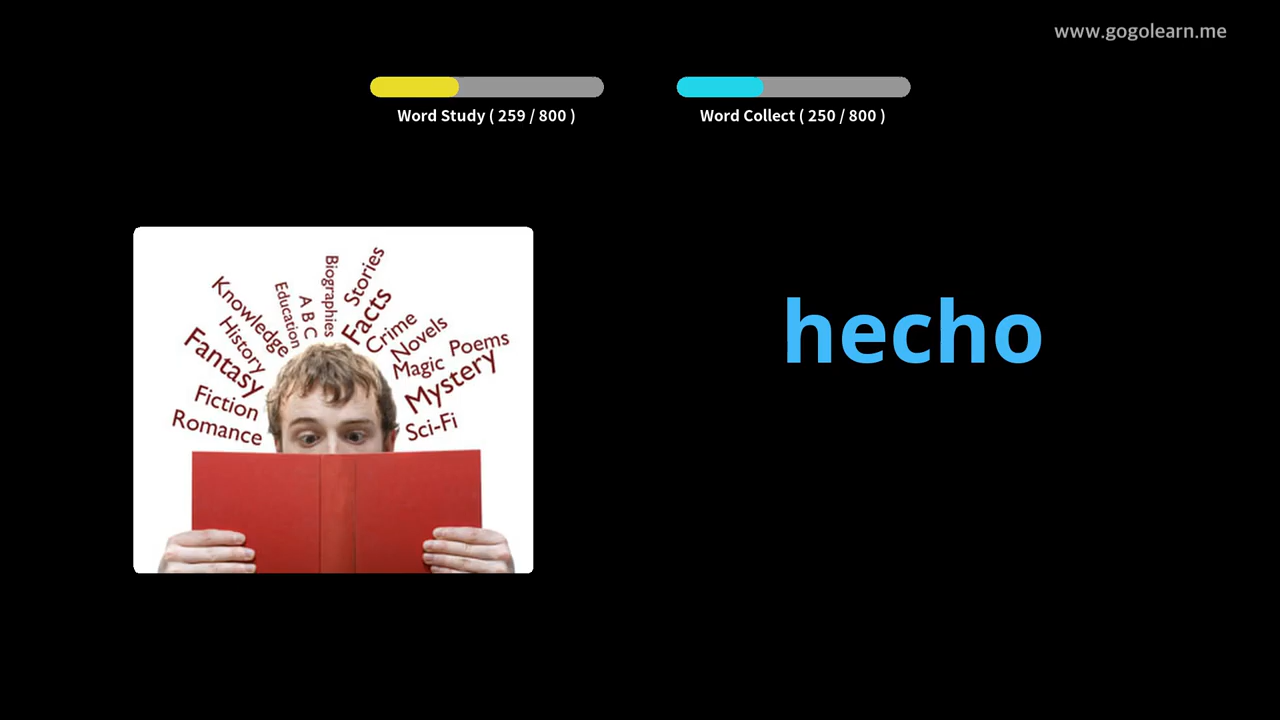 www.gogolearn.me
Word Study ( 259 / 800 )
Word Collect ( 250 / 800 )
hecho
Biographies
Stories
Education
A B C
Facts
Knowledge
Crime
History
Novels
Fantasy
Magic
Poems
Mystery
Fiction
Romance
Sci-Fi